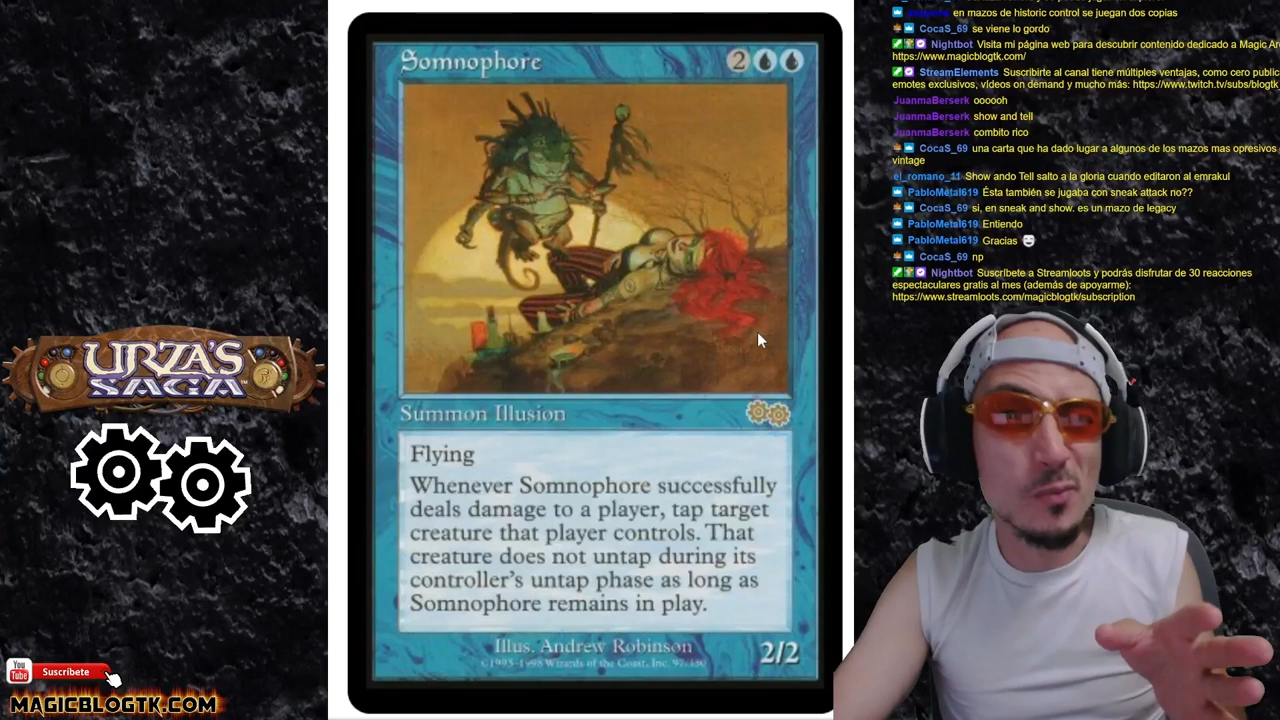 Somnophore
2
Summon Illusion
Flying
Whenever Somnophore successfully
deals damage to a player, tap target
creature that player controls. That
creature does not untap during its
controller's untap phase as long as
Somnophore remains in play.
Illus. Andrew Robinson
2/2
URZA'S
SAGA
You
Tube
Suscríbete
MAGICBLOGTK.COM
en mazos de historic control se juegan dos copias
CocaS_69 se viene lo gordo
Nightbot Visita mi página web para descubrir contenido dedicado a Magic
https://www.magicblogtk.com/
StreamElements Suscribirte al canal tiene múltiples ventajas, como cero
emotes exclusivos, vídeos on demand y mucho más: https://www.twitch.tv/subs/blogtk
JuanmaBerserk oooooh
JuanmaBerserk show and tell
JuanmaBerserk combito rico
CocaS_69 una carta que ha dado lugar a algunos de los mazos mas opresivos
vintage
el_romano_11 Show ando Tell salto a la gloria cuando editaron al emrakul
PabloMetal619 Ésta también se jugaba con sneak attack no??
CocaS_69 si, en sneak and show. es un mazo de legacy
PabloMetal619 Entiendo
PabloMetal619 Gracias
CocaS_69 np
Nightbot Suscríbete a Streamloots y podrás disfrutar de 30 reacciones
espectaculares gratis al mes (además de apoyarme):
https://www.streamloots.com/magicblogtk/subscription